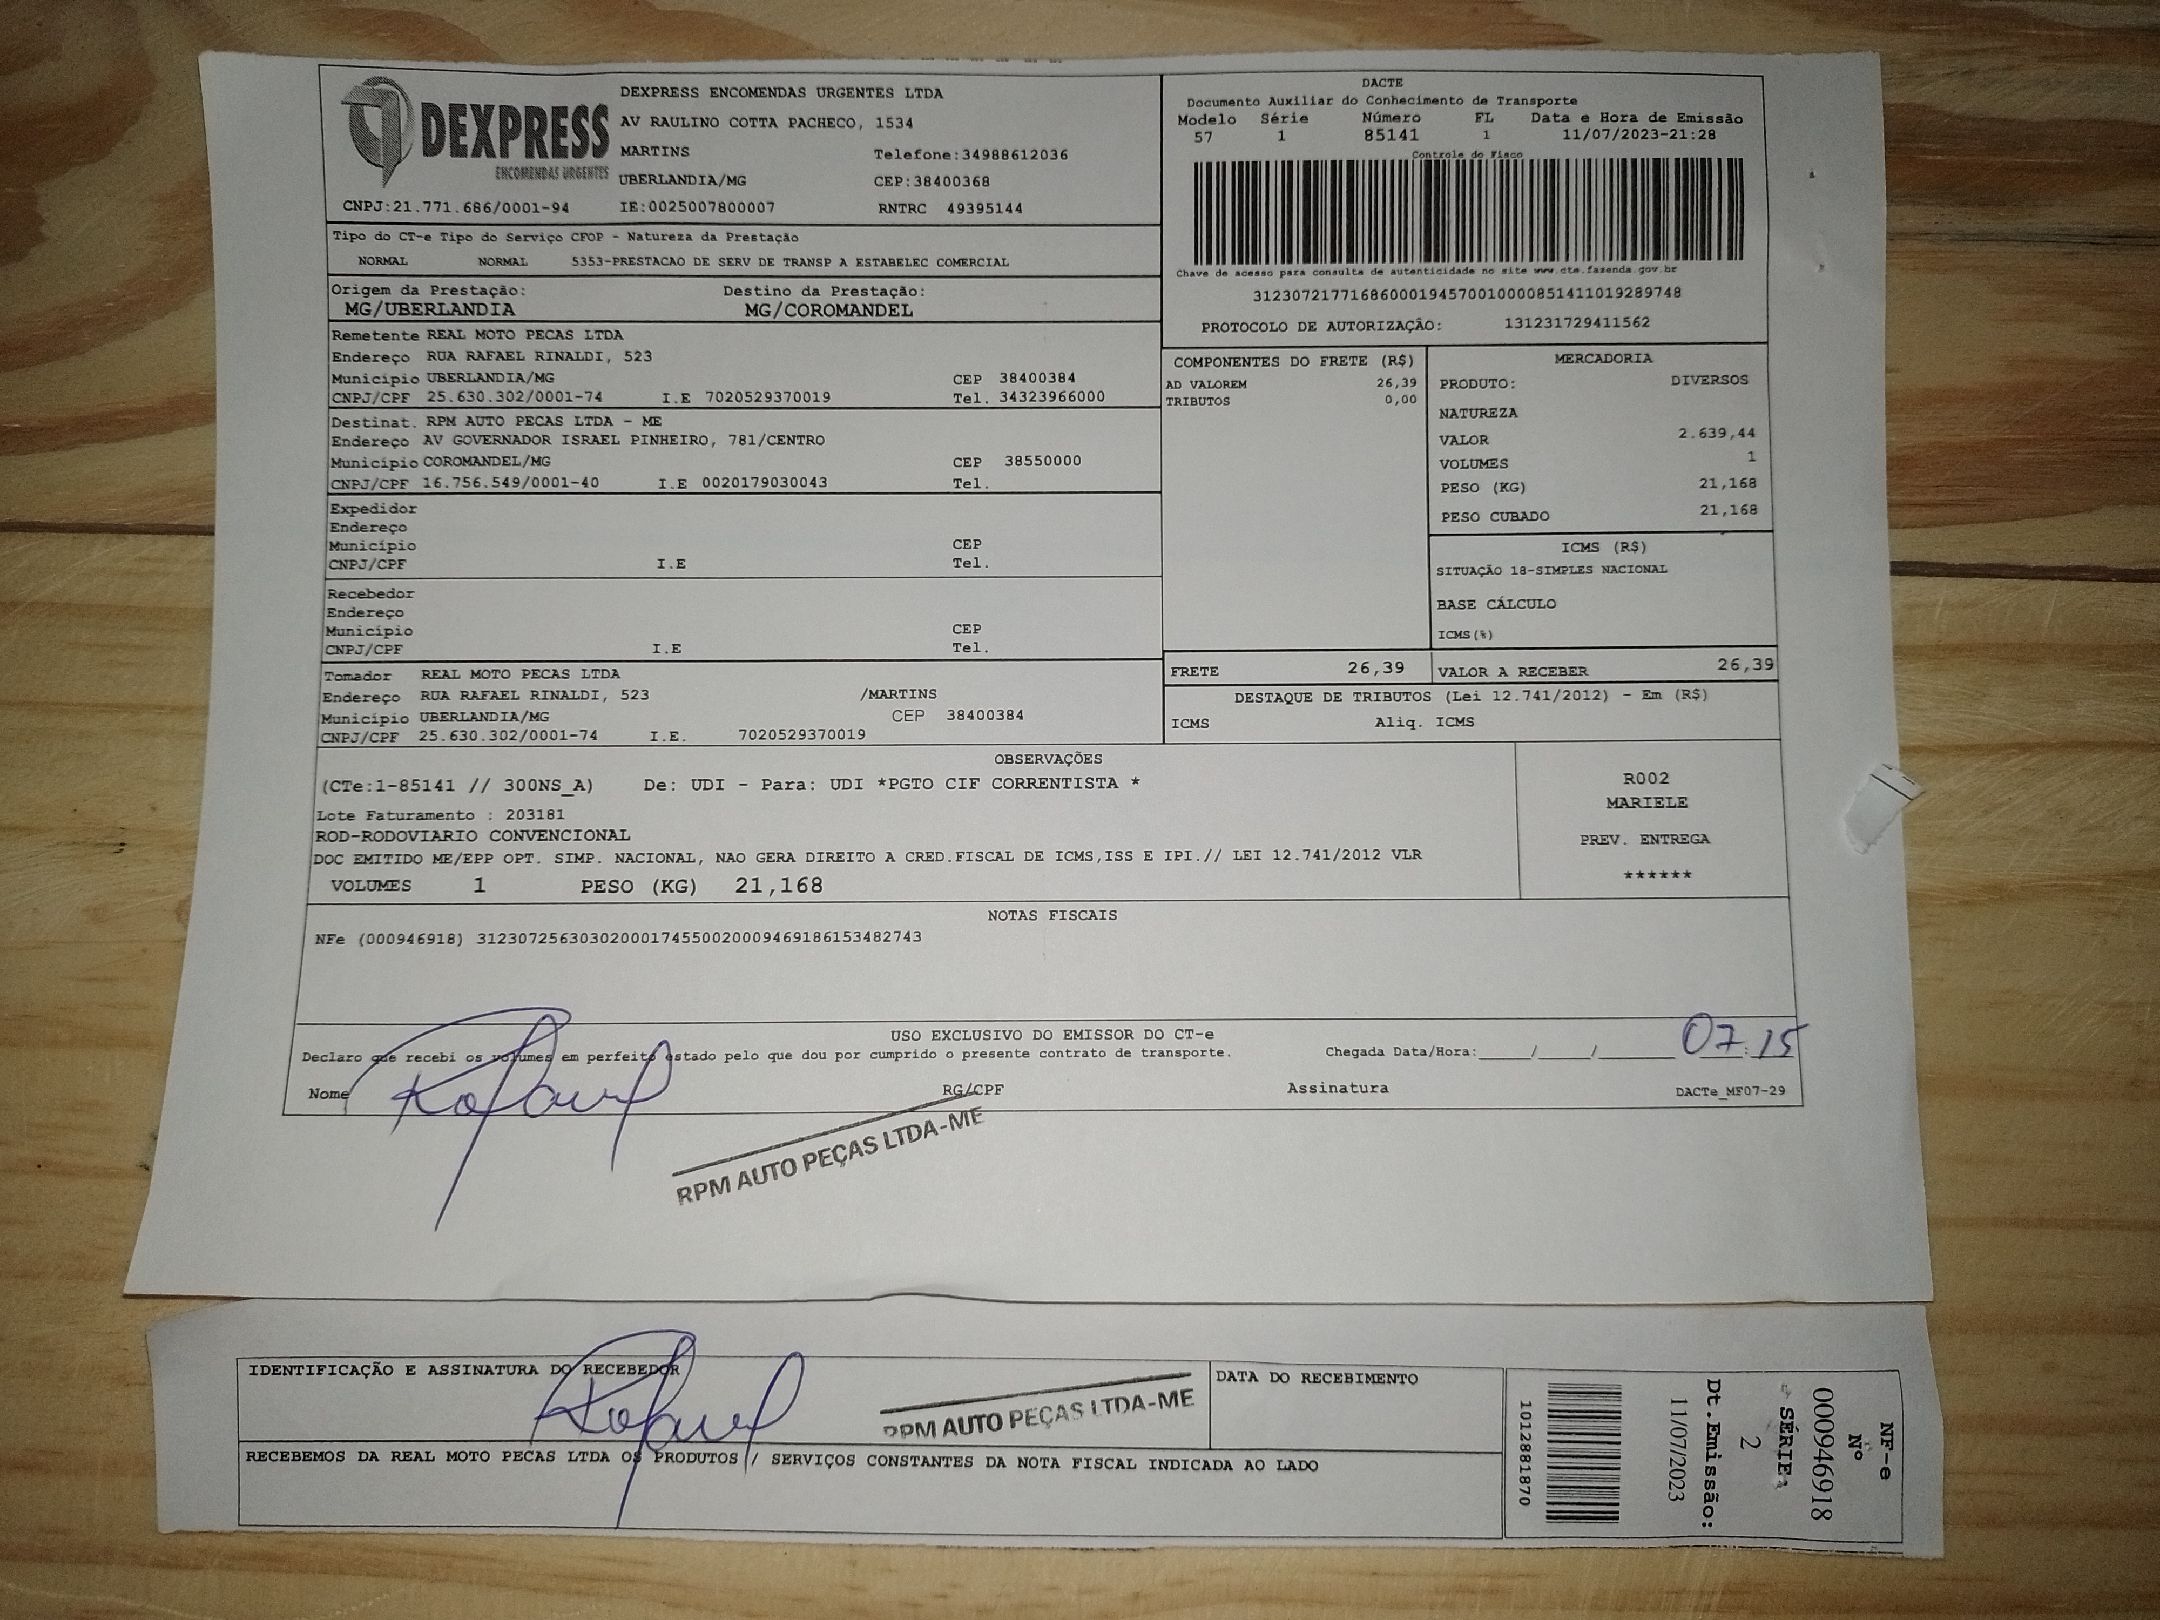 DEXPRESS
ENCOMENDAS URGENTES
DEXPRESS ENCOMENDAS URGENTES LTDA
AV RAULINO COTTA PACHECO, 1534
MARTINS Telefone:34988612036
UBERLANDIA/MG CEP:38400368
CNPJ:21.771.686/0001-94 IE:0025007800007 RNTRC 49395144
DACTE
Documento Auxiliar do Conhecimento de Transporte
Modelo Série Número FL Data e Hora de Emissão
57 1 85141 1 11/07/2023-21:28
Controle do Fisco
Chave de acesso para consulta de autenticidade no site www.cte.fazenda.gov.br
31230721771686000194570010000851411019289748
PROTOCOLO DE AUTORIZAÇÃO: 131231729411562
Tipo do CT-e Tipo do Serviço CFOP - Natureza da Prestação
NORMAL NORMAL 5353-PRESTACAO DE SERV DE TRANSP A ESTABELEC COMERCIAL
Origem da Prestação: Destino da Prestação:
MG/UBERLANDIA MG/COROMANDEL
Remetente REAL MOTO PECAS LTDA
Endereço RUA RAFAEL RINALDI, 523
Município UBERLANDIA/MG CEP 38400384
CNPJ/CPF 25.630.302/0001-74 I.E 7020529370019 Tel. 34323966000
Destinat. RPM AUTO PECAS LTDA - ME
Endereço AV GOVERNADOR ISRAEL PINHEIRO, 781/CENTRO
Município COROMANDEL/MG CEP 38550000
CNPJ/CPF 16.756.549/0001-40 I.E 0020179030043 Tel.
Expedidor
Endereço
Município CEP
CNPJ/CPF I.E Tel.
Recebedor
Endereço
Município CEP
CNPJ/CPF I.E Tel.
Tomador REAL MOTO PECAS LTDA
Endereço RUA RAFAEL RINALDI, 523 /MARTINS
Município UBERLANDIA/MG CEP 38400384
CNPJ/CPF 25.630.302/0001-74 I.E. 7020529370019
COMPONENTES DO FRETE (R$)
AD VALOREM 26,39
TRIBUTOS 0,00
MERCADORIA
PRODUTO: DIVERSOS
NATUREZA
VALOR 2.639,44
VOLUMES 1
PESO (KG) 21,168
PESO CUBADO 21,168
ICMS (R$)
SITUAÇÃO 18-SIMPLES NACIONAL
BASE CÁLCULO
ICMS(%)
FRETE 26,39 VALOR A RECEBER 26,39
DESTAQUE DE TRIBUTOS (Lei 12.741/2012) - Em (R$)
ICMS Aliq. ICMS
OBSERVAÇÕES
(CTe:1-85141 // 300NS_A) De: UDI - Para: UDI *PGTO CIF CORRENTISTA *
Lote Faturamento : 203181
ROD-RODOVIARIO CONVENCIONAL
DOC EMITIDO ME/EPP OPT. SIMP. NACIONAL, NAO GERA DIREITO A CRED.FISCAL DE ICMS,ISS E IPI.// LEI 12.741/2012 VLR
VOLUMES 1 PESO (KG) 21,168
R002
MARIELE
PREV. ENTREGA
******
NOTAS FISCAIS
NFe (000946918) 31230725630302000174550020009469186153482743
USO EXCLUSIVO DO EMISSOR DO CT-e
Declaro que recebi os volumes em perfeito estado pelo que dou por cumprido o presente contrato de transporte. Chegada Data/Hora:_____/_____/_______ 07:15
Nome RG/CPF Assinatura DACTe_MF07-29
RPM AUTO PEÇAS LTDA-ME
IDENTIFICAÇÃO E ASSINATURA DO RECEBEDOR
RPM AUTO PEÇAS LTDA-ME
DATA DO RECEBIMENTO
RECEBEMOS DA REAL MOTO PECAS LTDA OS PRODUTOS / SERVIÇOS CONSTANTES DA NOTA FISCAL INDICADA AO LADO
NF-e
Nº
000946918
SÉRIE
2
Dt.Emissão:
11/07/2023
1012881870